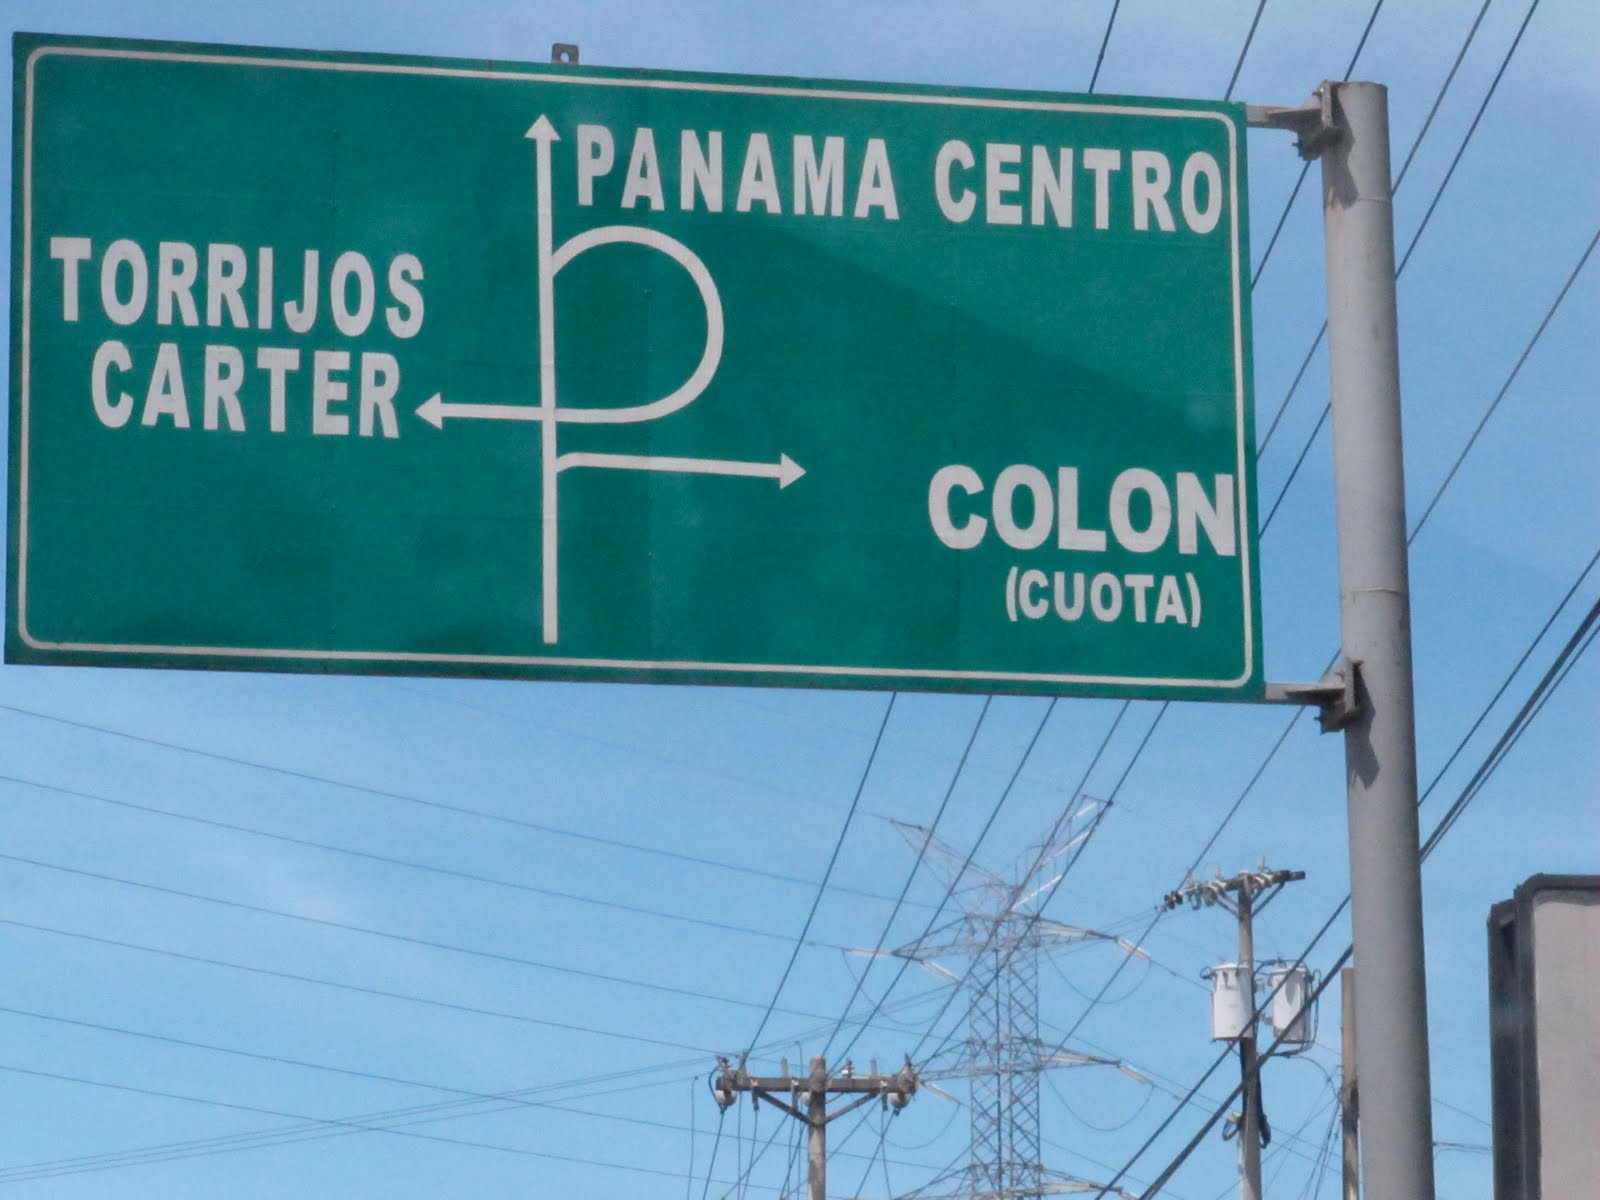 PANAMA CENTRO
TORRIJOS
CARTER
COLON
(CUOTA)